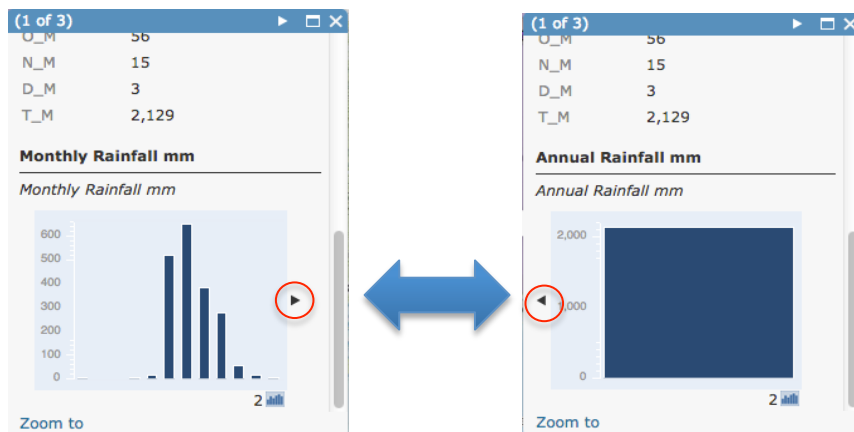 (1 of 3)
O_M 56
N_M 15
D_M 3
T_M 2,129
Monthly Rainfall mm
Monthly Rainfall mm
600
500
400
300
200
100
0
2
Zoom to
(1 of 3)
O_M 56
N_M 15
D_M 3
T_M 2,129
Annual Rainfall mm
Annual Rainfall mm
2,000
1,000
0
2
Zoom to